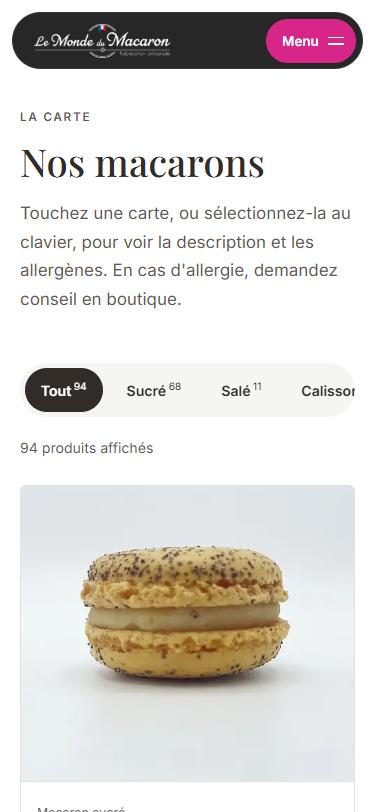 Le Monde du Macaron
Fabrication artisanale
Menu
LA CARTE
Nos macarons
Touchez une carte, ou sélectionnez-la au
clavier, pour voir la description et les
allergènes. En cas d'allergie, demandez
conseil en boutique.
Tout 94
Sucré 68
Salé 11
94 produits affichés
Macaron sucré